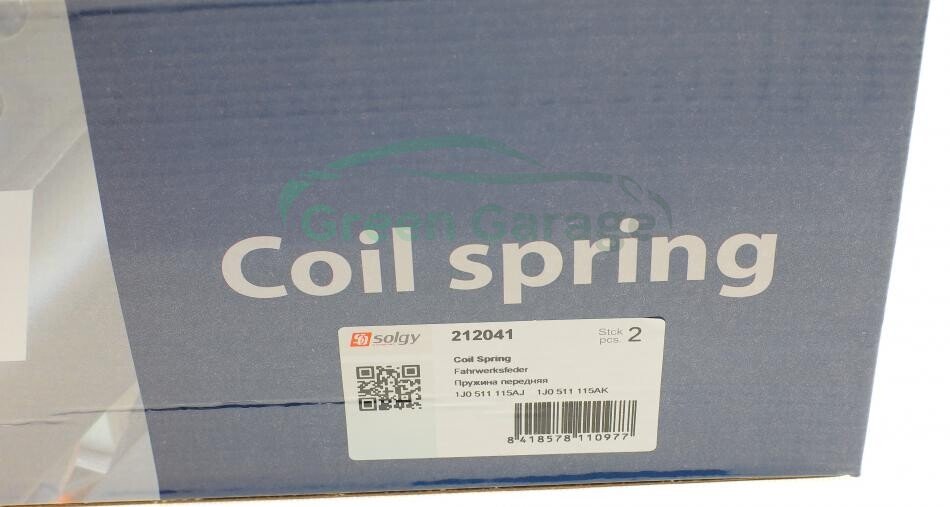 Green Garage
Coil spring
solgy 212041 Stck pcs. 2
Coil Spring
Fahrwerksfeder
Пружина передняя
1J0 511 115AJ 1J0 511 115AK
8 418578 110977